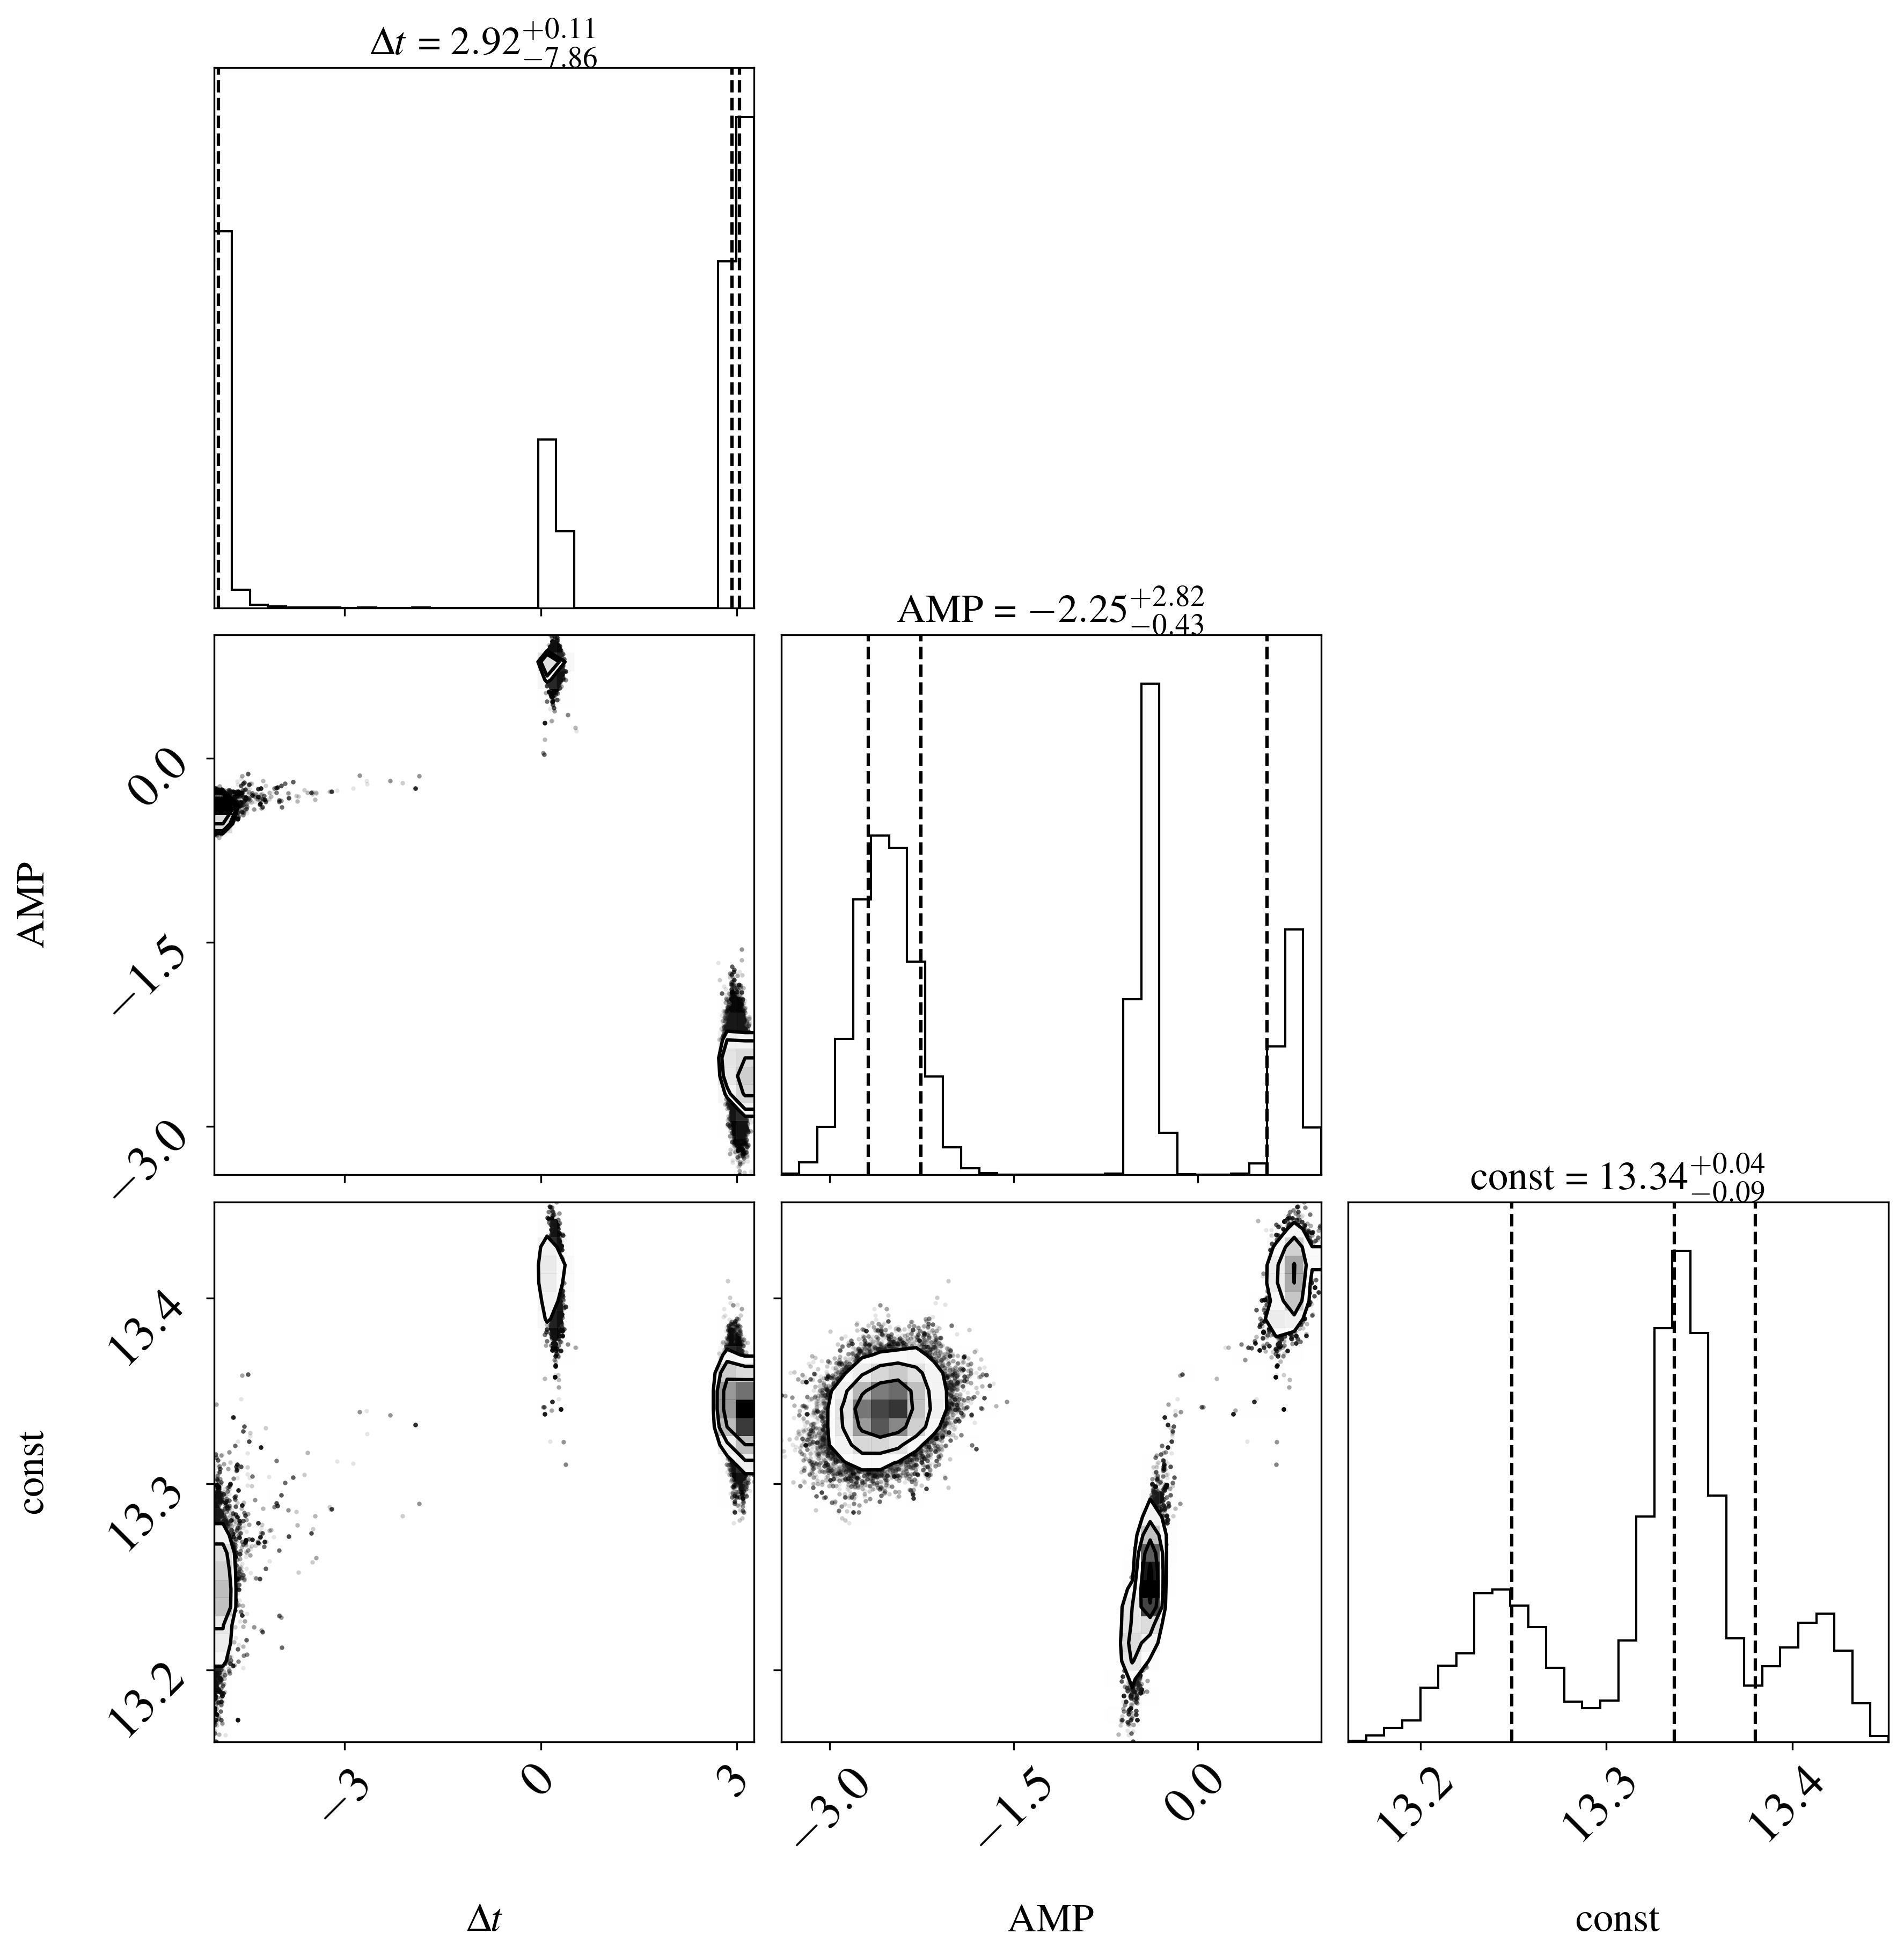 Δt = 2.92+0.11−7.86
AMP = −2.25+2.82−0.43
AMP
0.0
−1.5
−3.0
const = 13.34+0.04−0.09
const
13.4
13.3
13.2
−3
0
3
−3.0
−1.5
0.0
13.2
13.3
13.4
Δt
AMP
const